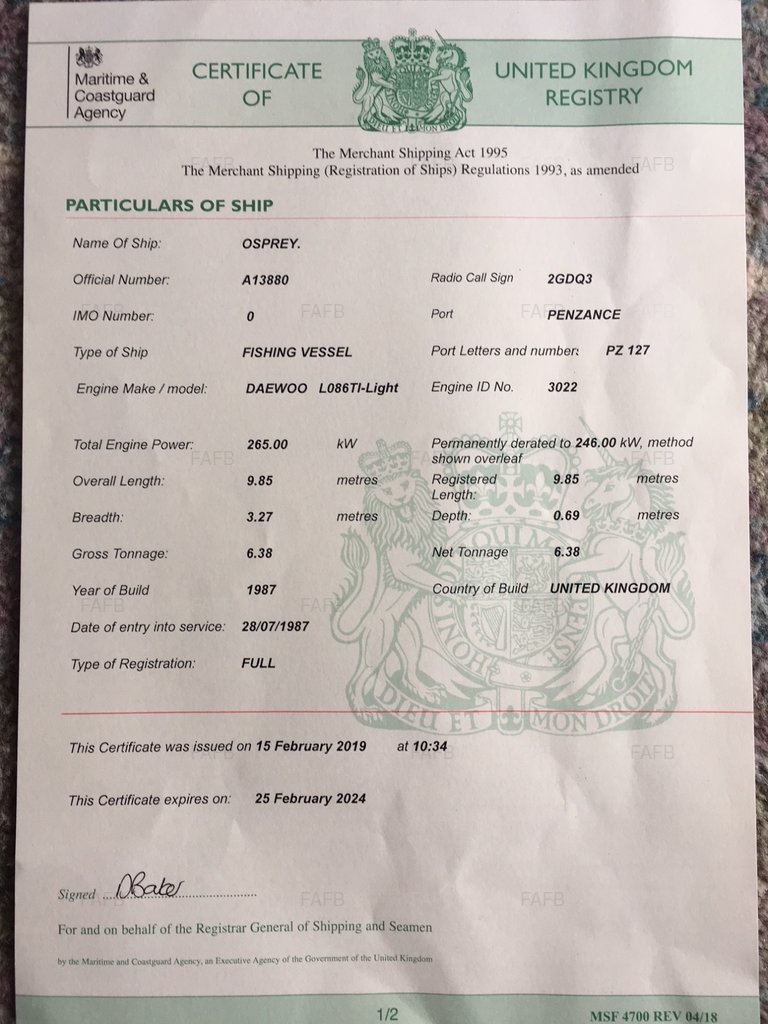 Maritime &
Coastguard
Agency
CERTIFICATE
OF
UNITED KINGDOM
REGISTRY
DIEU ET MON DROIT
The Merchant Shipping Act 1995
The Merchant Shipping (Registration of Ships) Regulations 1993, as amended
PARTICULARS OF SHIP
Name Of Ship: OSPREY.
Official Number: A13880 Radio Call Sign 2GDQ3
IMO Number: 0 Port PENZANCE
Type of Ship FISHING VESSEL Port Letters and number: PZ 127
Engine Make / model: DAEWOO L086TI-Light Engine ID No. 3022
Total Engine Power: 265.00 kW Permanently derated to 246.00 kW, method
shown overleaf
Overall Length: 9.85 metres Registered
Length: 9.85 metres
Breadth: 3.27 metres Depth: 0.69 metres
Gross Tonnage: 6.38 Net Tonnage 6.38
Year of Build 1987 Country of Build UNITED KINGDOM
Date of entry into service: 28/07/1987
Type of Registration: FULL
DIEU ET MON DROIT
This Certificate was issued on 15 February 2019 at 10:34
This Certificate expires on: 25 February 2024
Signed DBaker
For and on behalf of the Registrar General of Shipping and Seamen
by the Maritime and Coastguard Agency, an Executive Agency of the Government of the United Kingdom
1/2
MSF 4700 REV 04/18
FAFB